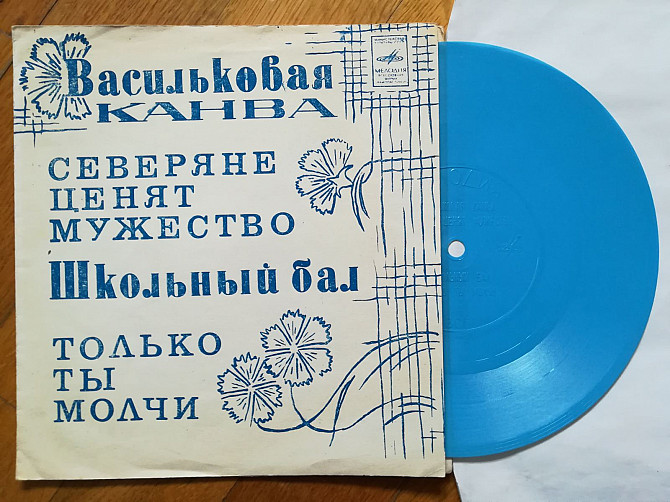 Васильковая
КАНВА
МЕЛОДИЯ
СЕВЕРЯНЕ
ЦЕНЯТ
МУЖЕСТВО
Школьный бал
ТОЛЬКО
ТЫ
МОЛЧИ